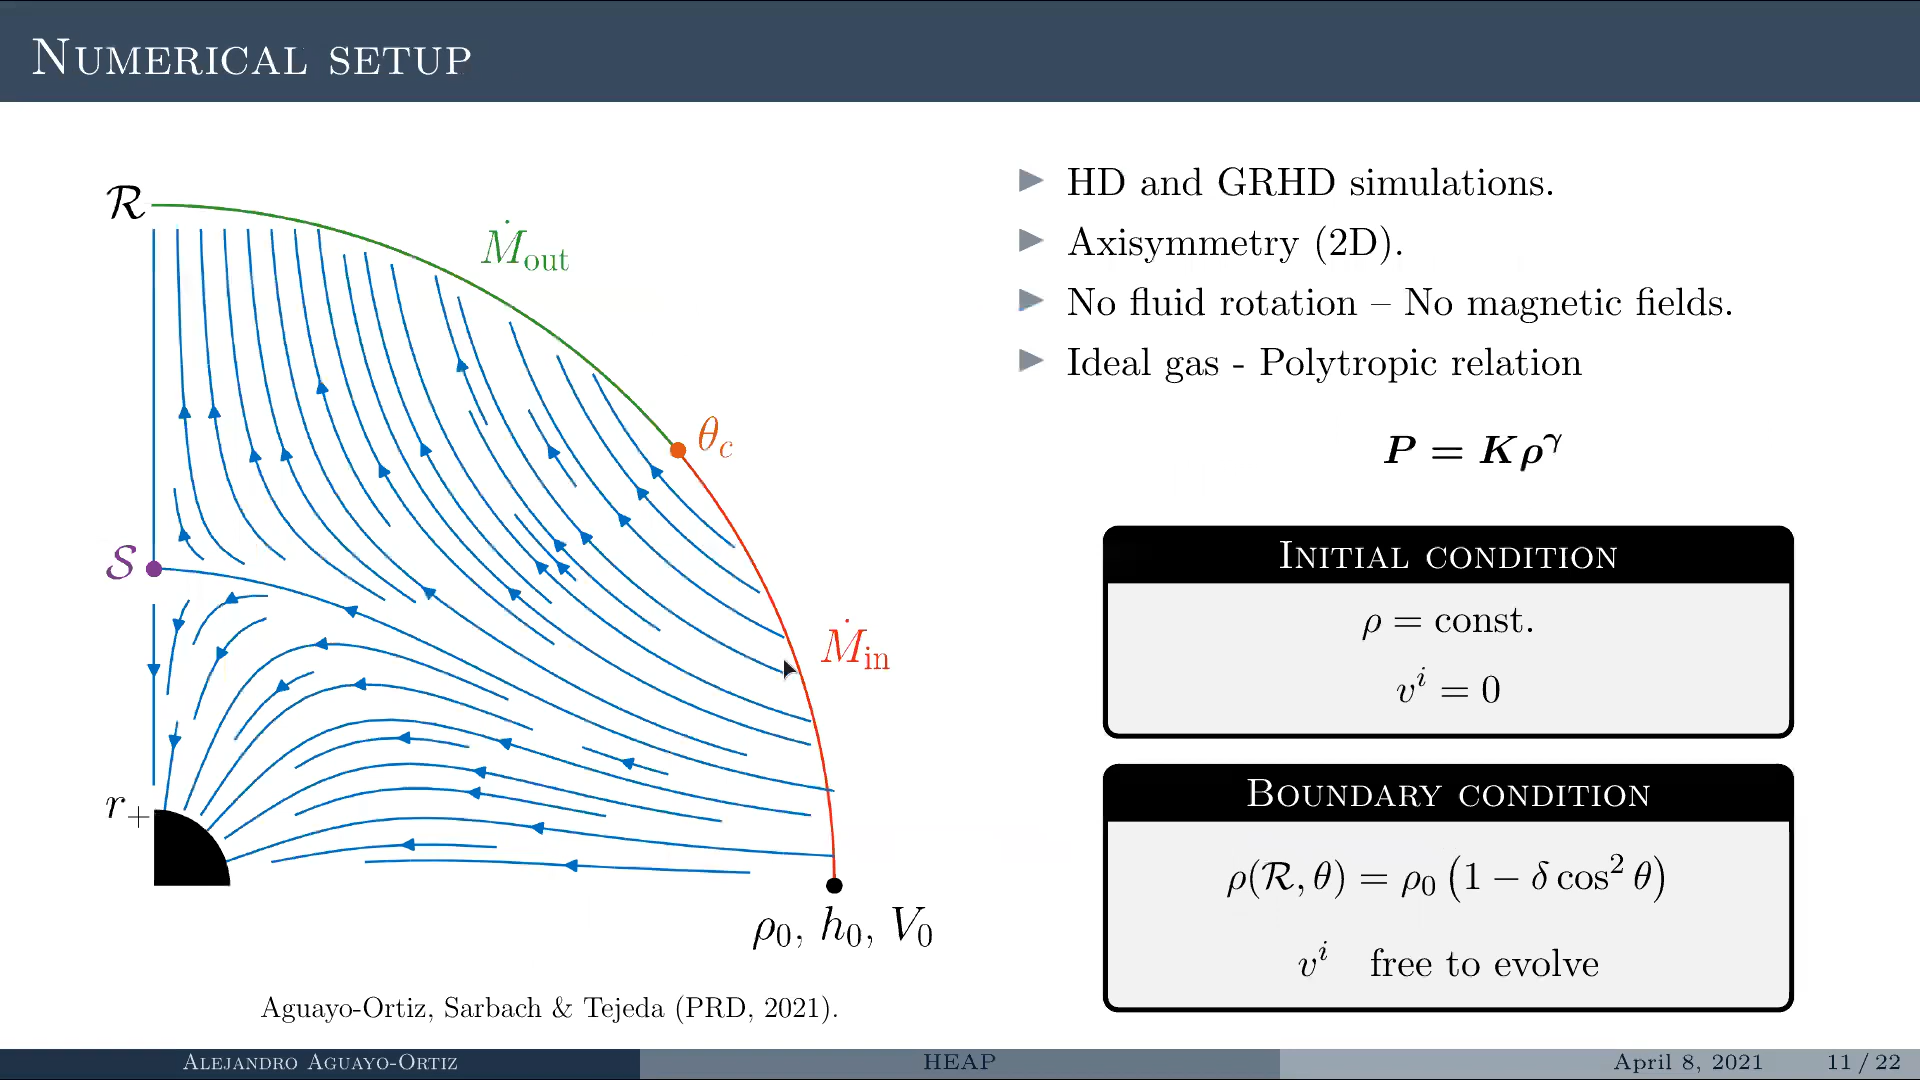 Numerical setup
ℛ
Ṁout
θc
𝒮
Ṁin
r+
ρ0, h0, V0
Aguayo-Ortiz, Sarbach & Tejeda (PRD, 2021).
HD and GRHD simulations.
Axisymmetry (2D).
No fluid rotation – No magnetic fields.
Ideal gas - Polytropic relation
P = Kρ^γ
Initial condition
ρ = const.
v^i = 0
Boundary condition
ρ(ℛ, θ) = ρ0 (1 − δ cos² θ)
v^i free to evolve
Alejandro Aguayo-Ortiz
HEAP
April 8, 2021
11 / 22